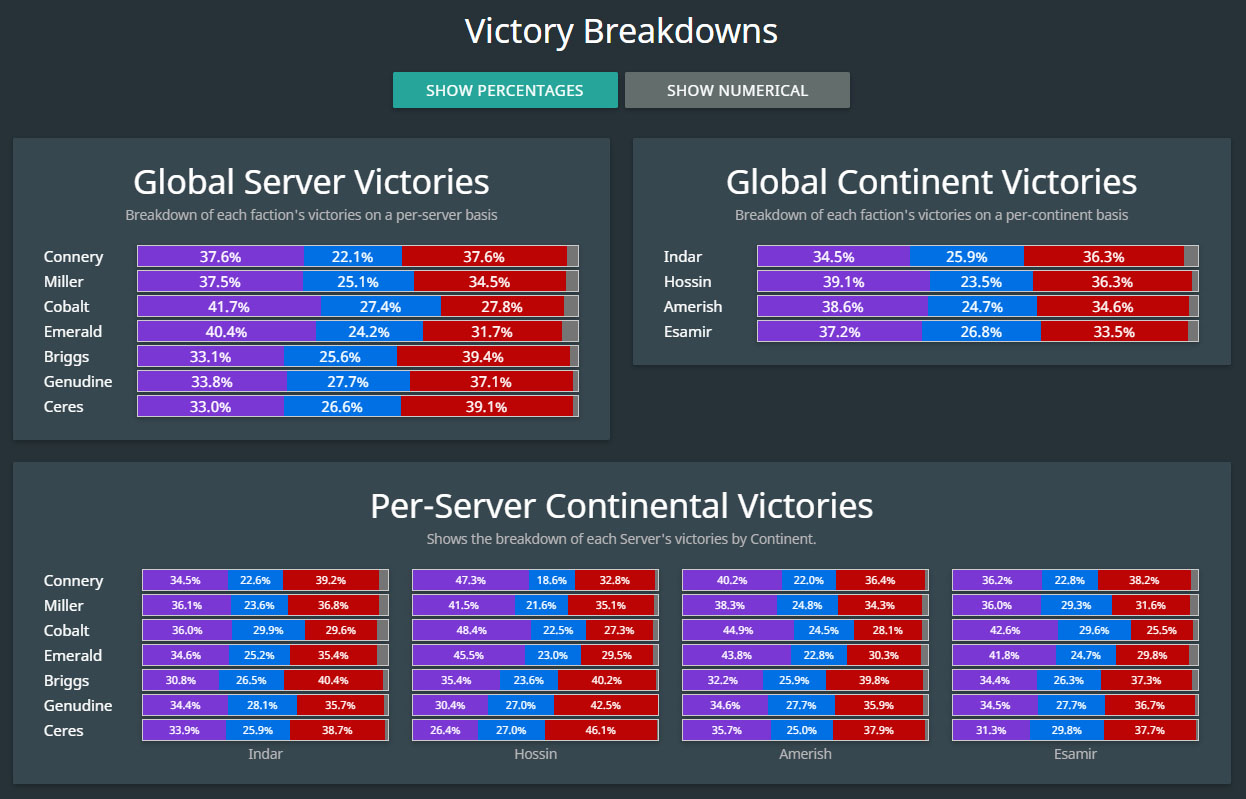 Victory Breakdowns
SHOW PERCENTAGES SHOW NUMERICAL
Global Server Victories
Breakdown of each faction's victories on a per-server basis
Connery 37.6% 22.1% 37.6%
Miller 37.5% 25.1% 34.5%
Cobalt 41.7% 27.4% 27.8%
Emerald 40.4% 24.2% 31.7%
Briggs 33.1% 25.6% 39.4%
Genudine 33.8% 27.7% 37.1%
Ceres 33.0% 26.6% 39.1%
Global Continent Victories
Breakdown of each faction's victories on a per-continent basis
Indar 34.5% 25.9% 36.3%
Hossin 39.1% 23.5% 36.3%
Amerish 38.6% 24.7% 34.6%
Esamir 37.2% 26.8% 33.5%
Per-Server Continental Victories
Shows the breakdown of each Server's victories by Continent.
Connery 34.5% 22.6% 39.2% 47.3% 18.6% 32.8% 40.2% 22.0% 36.4% 36.2% 22.8% 38.2%
Miller 36.1% 23.6% 36.8% 41.5% 21.6% 35.1% 38.3% 24.8% 34.3% 36.0% 29.3% 31.6%
Cobalt 36.0% 29.9% 29.6% 48.4% 22.5% 27.3% 44.9% 24.5% 28.1% 42.6% 29.6% 25.5%
Emerald 34.6% 25.2% 35.4% 45.5% 23.0% 29.5% 43.8% 22.8% 30.3% 41.8% 24.7% 29.8%
Briggs 30.8% 26.5% 40.4% 35.4% 23.6% 40.2% 32.2% 25.9% 39.8% 34.4% 26.3% 37.3%
Genudine 34.4% 28.1% 35.7% 30.4% 27.0% 42.5% 34.6% 27.7% 35.9% 34.5% 27.7% 36.7%
Ceres 33.9% 25.9% 38.7% 26.4% 27.0% 46.1% 35.7% 25.0% 37.9% 31.3% 29.8% 37.7%
Indar Hossin Amerish Esamir